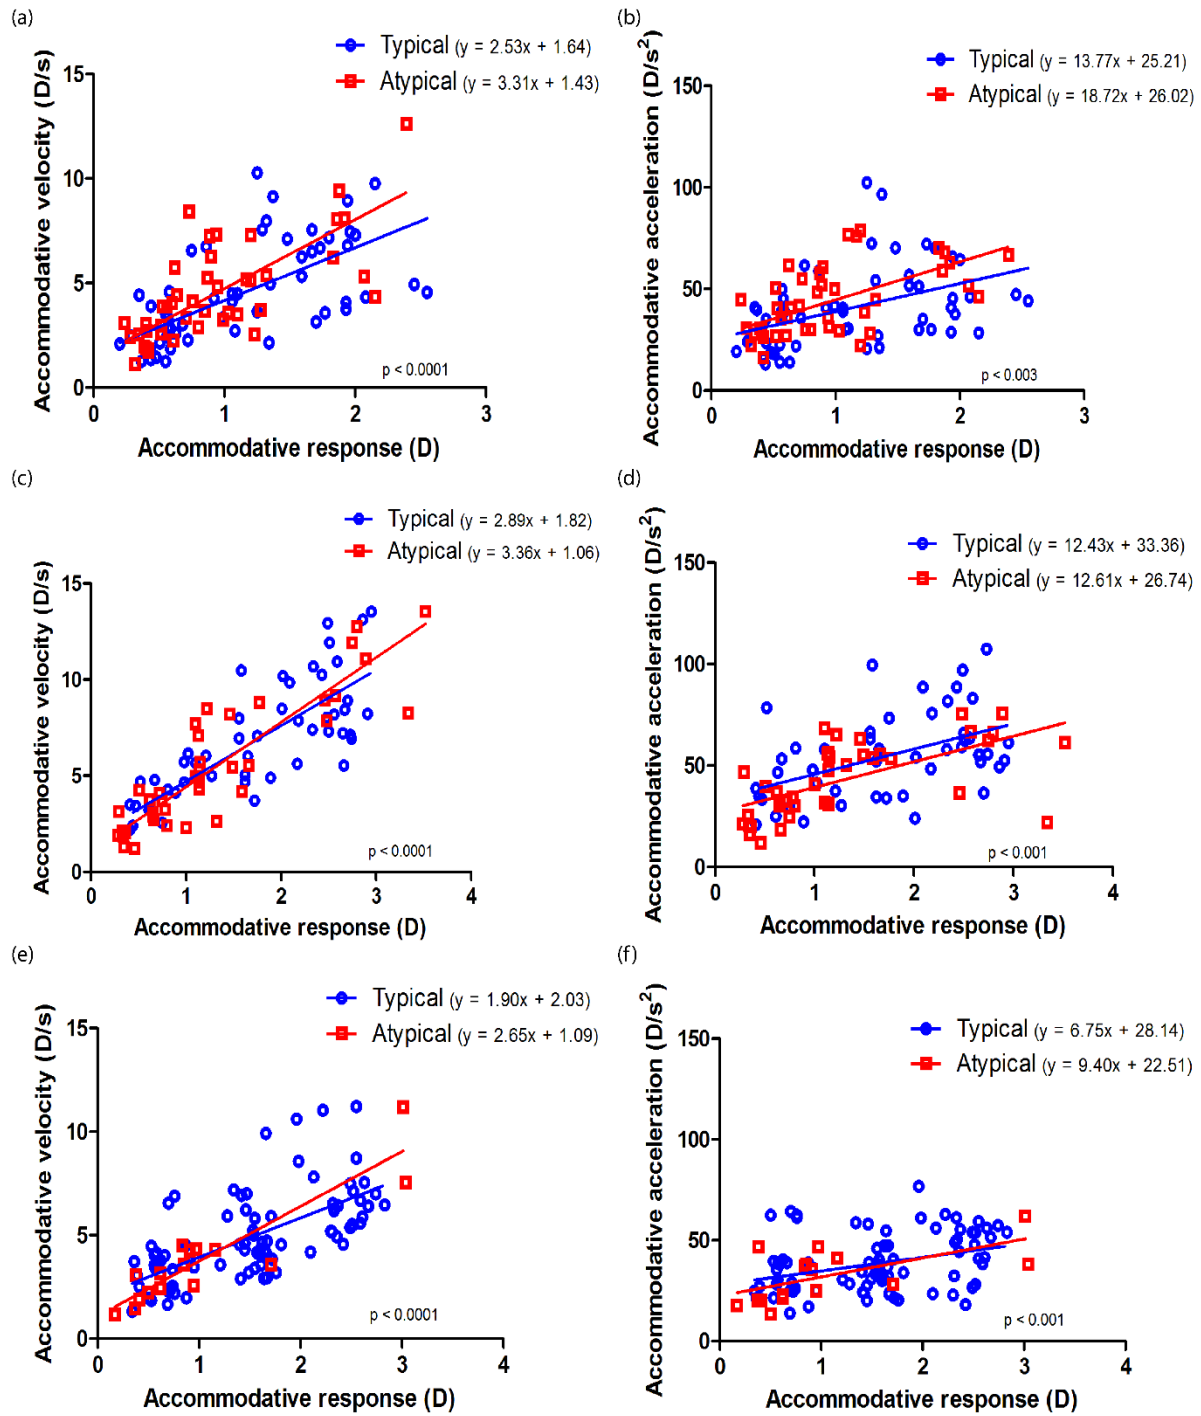 (a)
Typical (y = 2.53x + 1.64)
Atypical (y = 3.31x + 1.43)
Accommodative velocity (D/s)
15
10
5
0
p < 0.0001
0 1 2 3
Accommodative response (D)
(b)
Typical (y = 13.77x + 25.21)
Atypical (y = 18.72x + 26.02)
Accommodative acceleration (D/s²)
150
100
50
0
p < 0.003
0 1 2 3
Accommodative response (D)
(c)
Typical (y = 2.89x + 1.82)
Atypical (y = 3.36x + 1.06)
Accommodative velocity (D/s)
15
10
5
0
p < 0.0001
0 1 2 3 4
Accommodative response (D)
(d)
Typical (y = 12.43x + 33.36)
Atypical (y = 12.61x + 26.74)
Accommodative acceleration (D/s²)
150
100
50
0
p < 0.001
0 1 2 3 4
Accommodative response (D)
(e)
Typical (y = 1.90x + 2.03)
Atypical (y = 2.65x + 1.09)
Accommodative velocity (D/s)
15
10
5
0
p < 0.0001
0 1 2 3 4
Accommodative response (D)
(f)
Typical (y = 6.75x + 28.14)
Atypical (y = 9.40x + 22.51)
Accommodative acceleration (D/s²)
150
100
50
0
p < 0.001
0 1 2 3 4
Accommodative response (D)